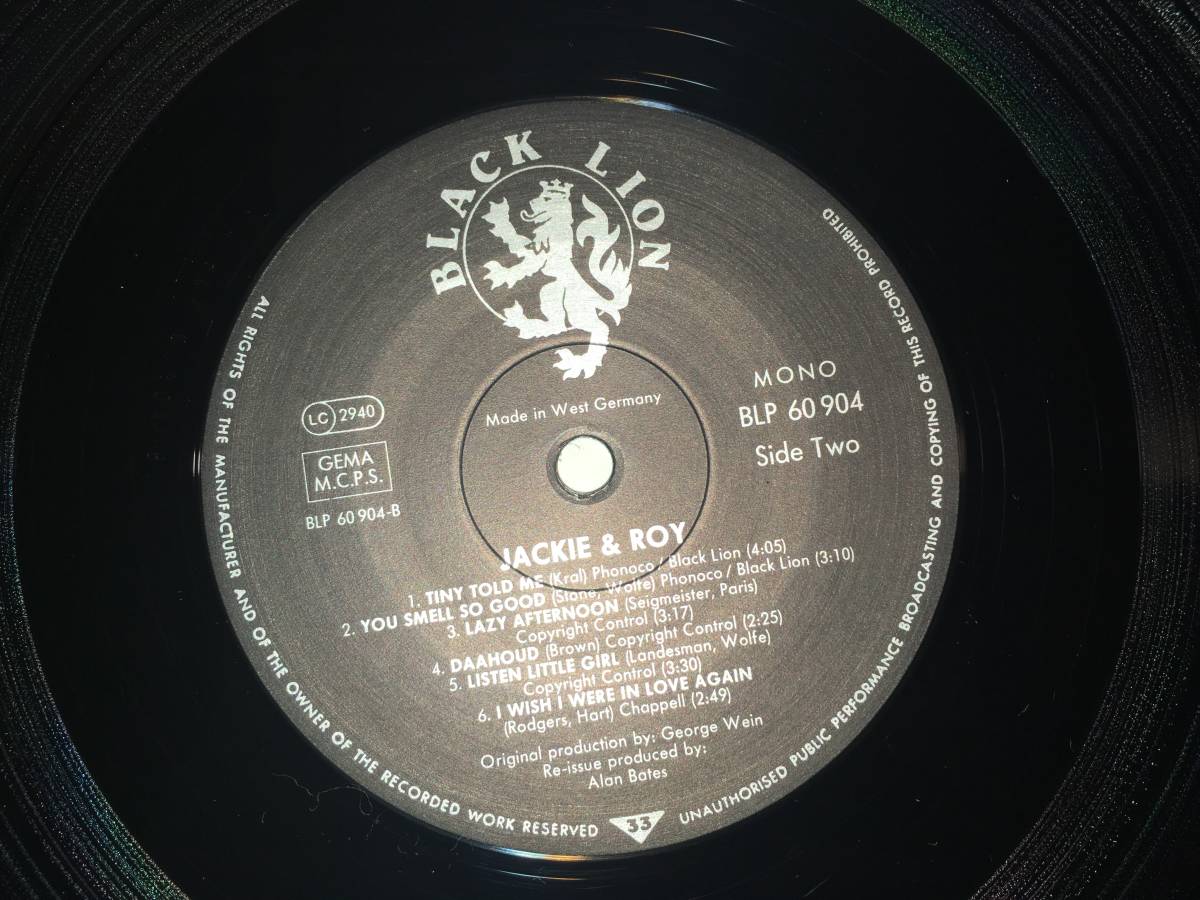 BLACK LION
Made in West Germany
LC 2940
GEMA
M.C.P.S.
BLP 60 904-B
MONO
BLP 60 904
Side Two
JACKIE & ROY
1. TINY TOLD ME (Kral) Phonoco / Black Lion (4:05)
2. YOU SMELL SO GOOD (Stone, Wolfe) Phonoco / Black Lion (3:10)
3. LAZY AFTERNOON (Seigmeister, Paris)
Copyright Control (3:17)
4. DAAHOUD (Brown) Copyright Control (2:25)
5. LISTEN LITTLE GIRL (Landesman, Wolfe)
Copyright Control (3:30)
6. I WISH I WERE IN LOVE AGAIN
(Rodgers, Hart) Chappell (2:49)
Original production by: George Wein
Re-issue produced by:
Alan Bates
ALL RIGHTS OF THE MANUFACTURER AND OF THE OWNER OF THE RECORDED WORK RESERVED
33
UNAUTHORISED PUBLIC PERFORMANCE BROADCASTING AND COPYING OF THIS RECORD PROHIBITED